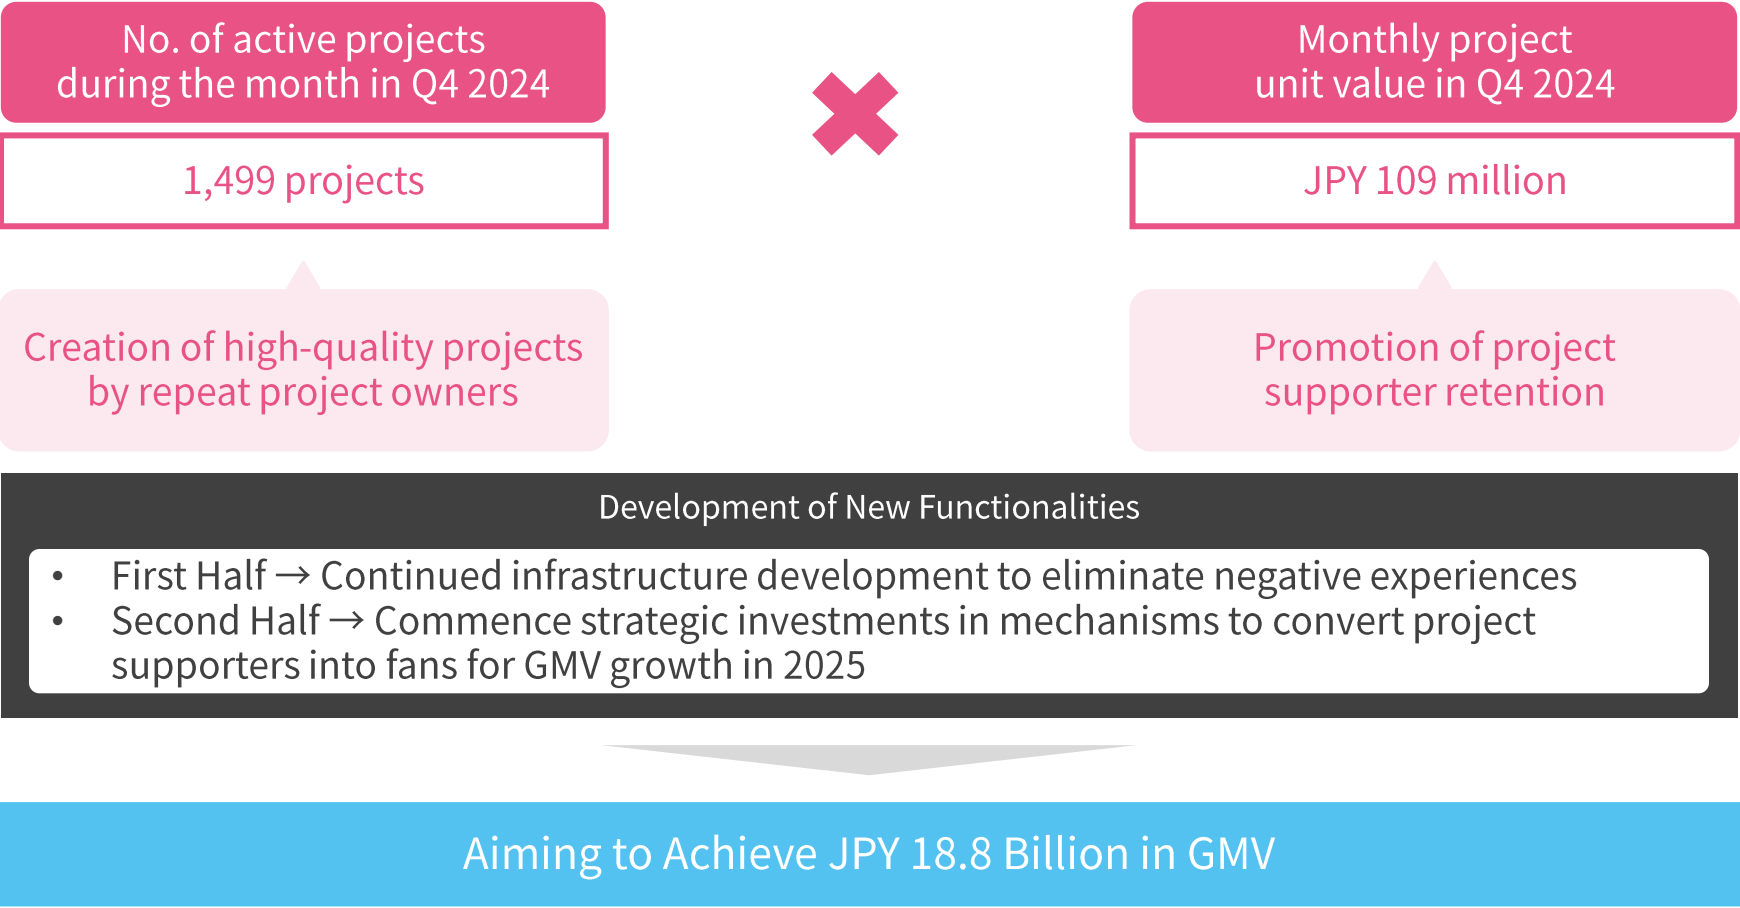 No. of active projects
during the month in Q4 2024
1,499 projects
Creation of high-quality projects
by repeat project owners
Monthly project
unit value in Q4 2024
JPY 109 million
Promotion of project
supporter retention
Development of New Functionalities
• First Half → Continued infrastructure development to eliminate negative experiences
• Second Half → Commence strategic investments in mechanisms to convert project
supporters into fans for GMV growth in 2025
Aiming to Achieve JPY 18.8 Billion in GMV